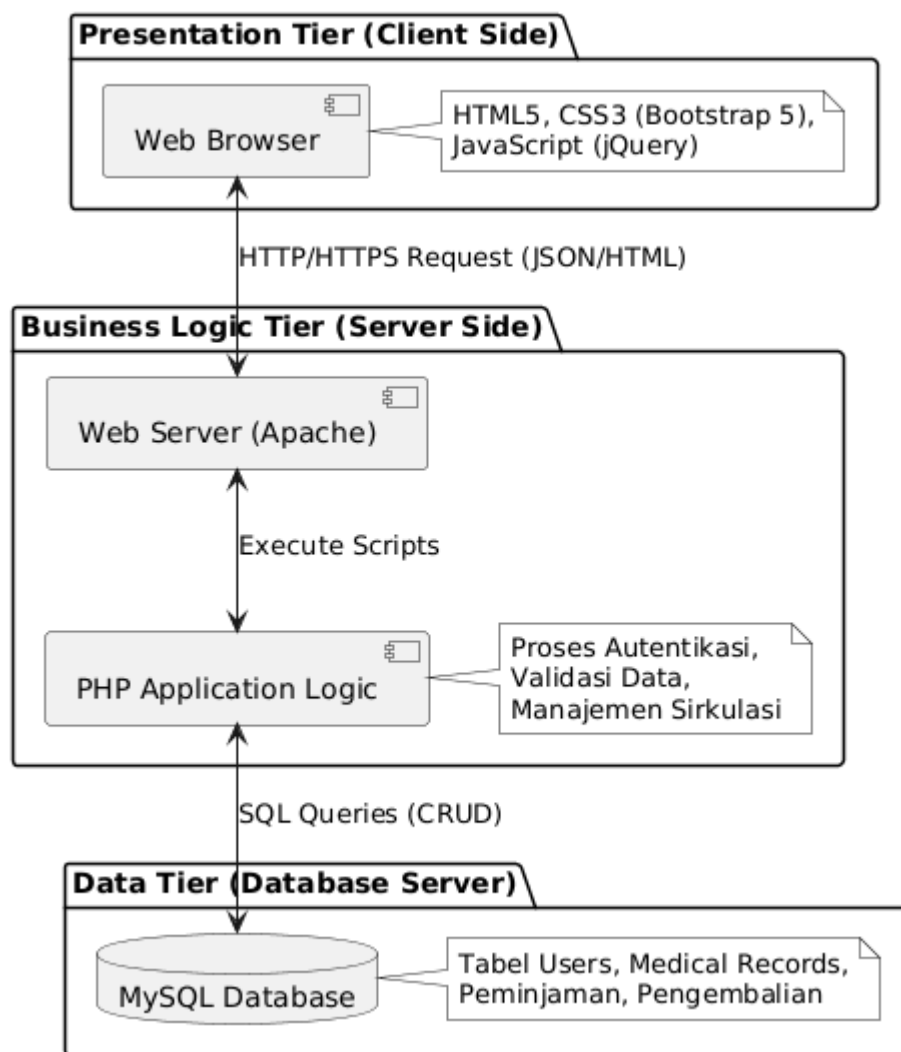 Presentation Tier (Client Side)
Web Browser
HTML5, CSS3 (Bootstrap 5),
JavaScript (jQuery)
HTTP/HTTPS Request (JSON/HTML)
Business Logic Tier (Server Side)
Web Server (Apache)
Execute Scripts
PHP Application Logic
Proses Autentikasi,
Validasi Data,
Manajemen Sirkulasi
SQL Queries (CRUD)
Data Tier (Database Server)
MySQL Database
Tabel Users, Medical Records,
Peminjaman, Pengembalian